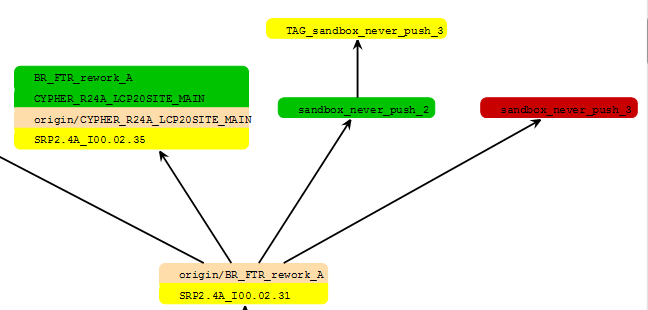 TAG_sandbox_never_push_3
BR_FTR_rework_A
CYPHER_R24A_LCP20SITE_MAIN
origin/CYPHER_R24A_LCP20SITE_MAIN
SRP2.4A_I00.02.35
sandbox_never_push_2
sandbox_never_push_3
origin/BR_FTR_rework_A
SRP2.4A_I00.02.31